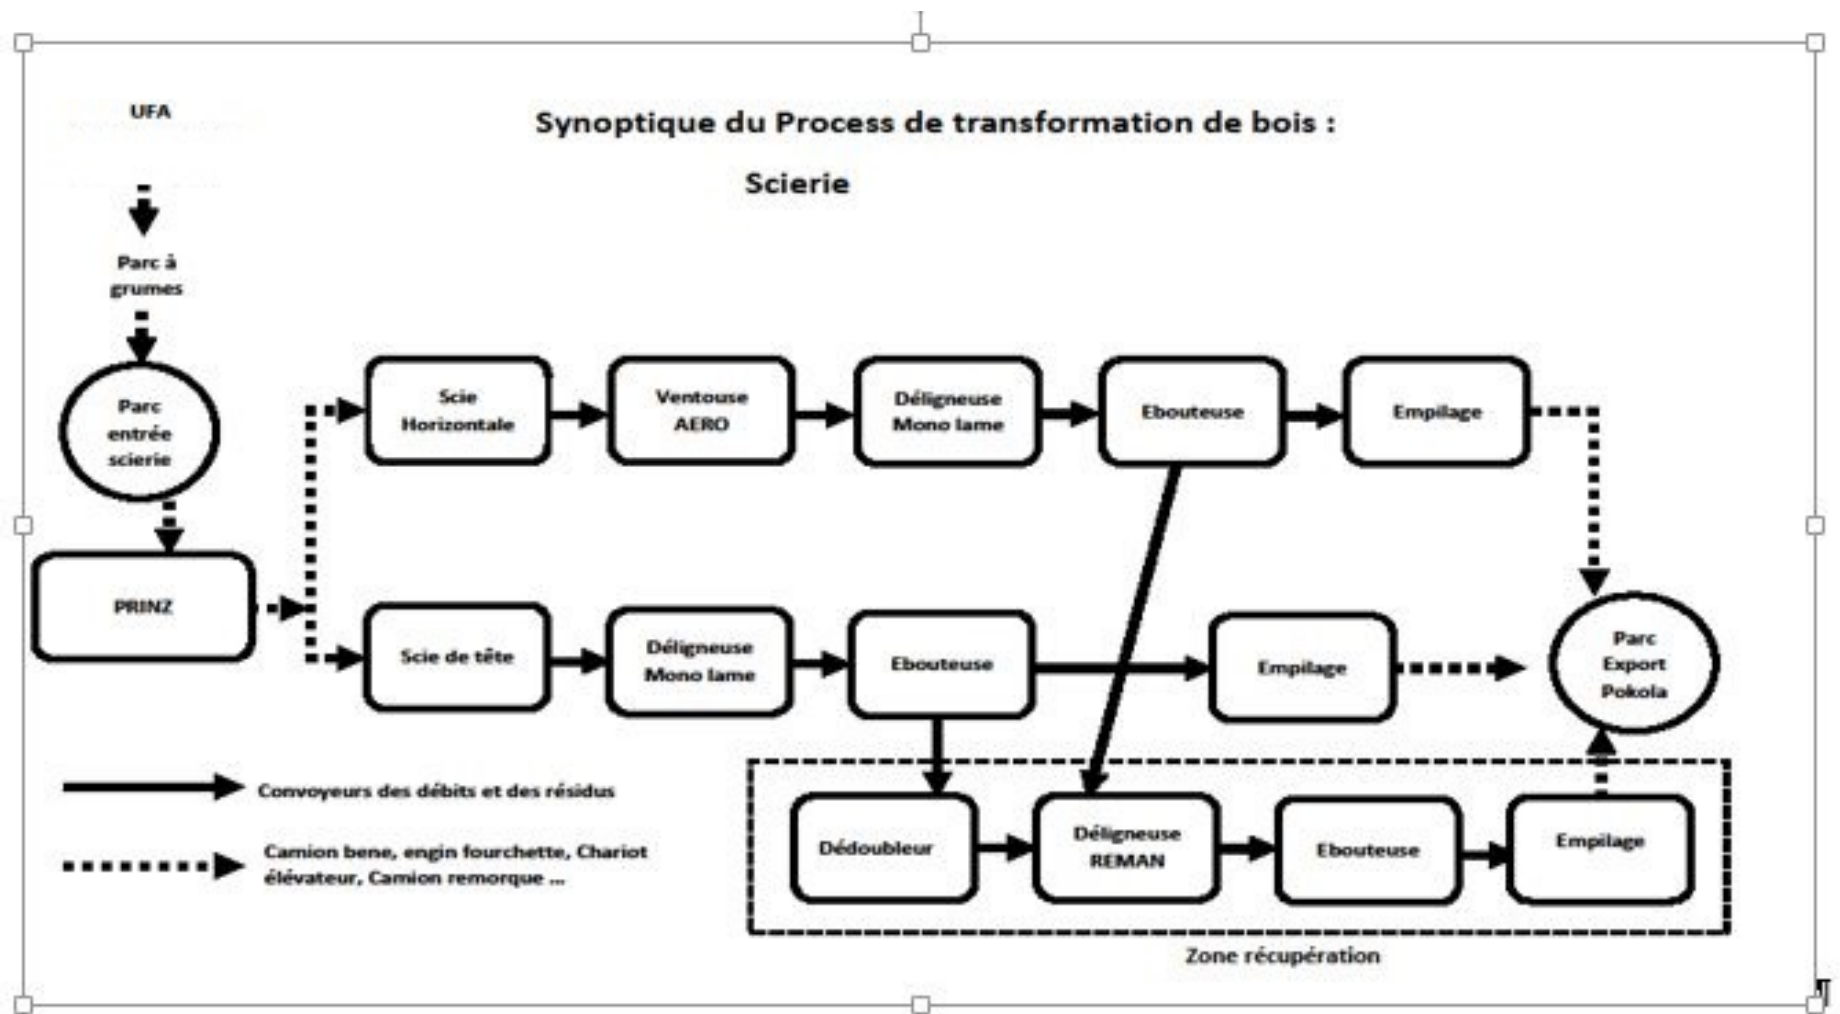 UFA
Synoptique du Process de transformation de bois :
Scierie
Parc à
grumes
Parc
entrée
scierie
PRINZ
Scie
Horizontale
Ventouse
AERO
Déligneuse
Mono lame
Ebouteuse
Empilage
Scie de tête
Déligneuse
Mono lame
Ebouteuse
Empilage
Parc
Export
Pokola
Dédoubleur
Déligneuse
REMAN
Ebouteuse
Empilage
Zone récupération
Convoyeurs des débits et des résidus
Camion bene, engin fourchette, Chariot
élévateur, Camion remorque ...
¶